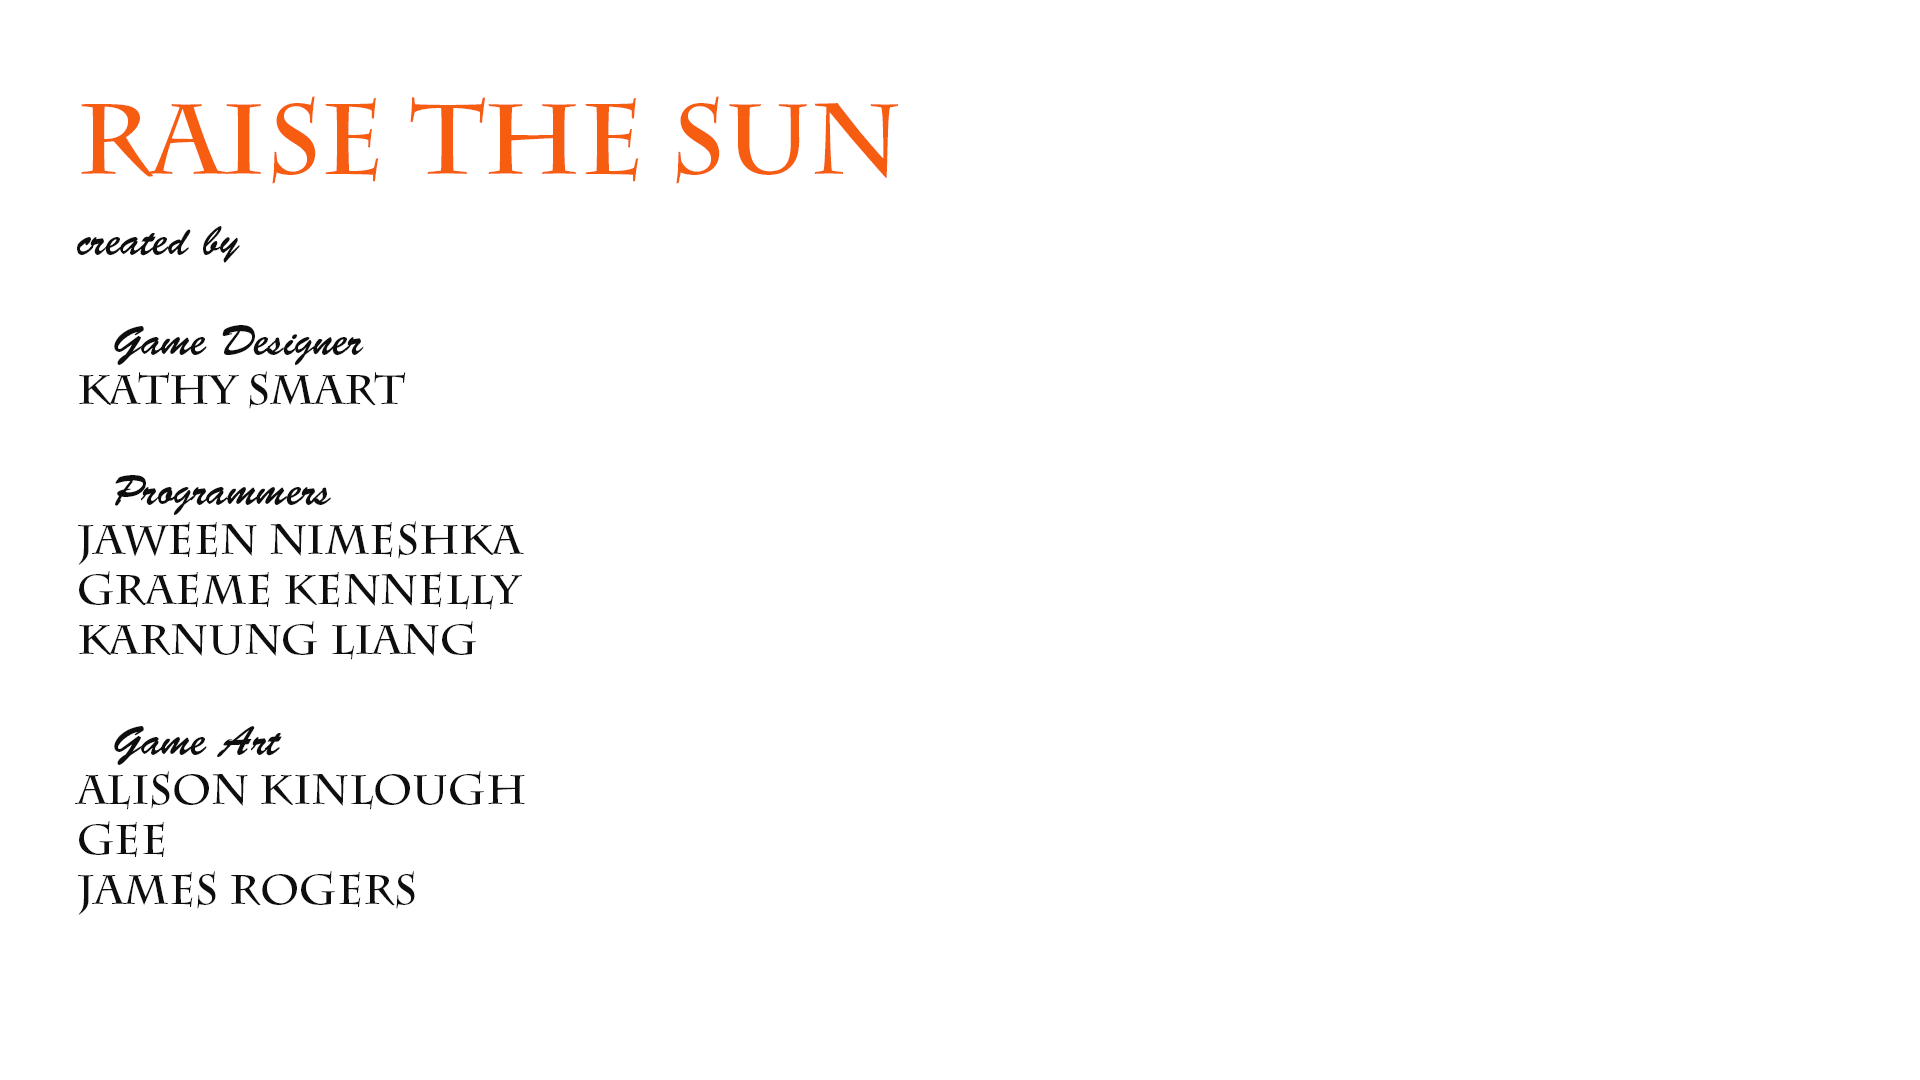 RAISE THE SUN
created by
Game Designer
KATHY SMART
Programmers
JAWEEN NIMESHKA
GRAEME KENNELLY
KARNUNG LIANG
Game Art
ALISON KINLOUGH
GEE
JAMES ROGERS